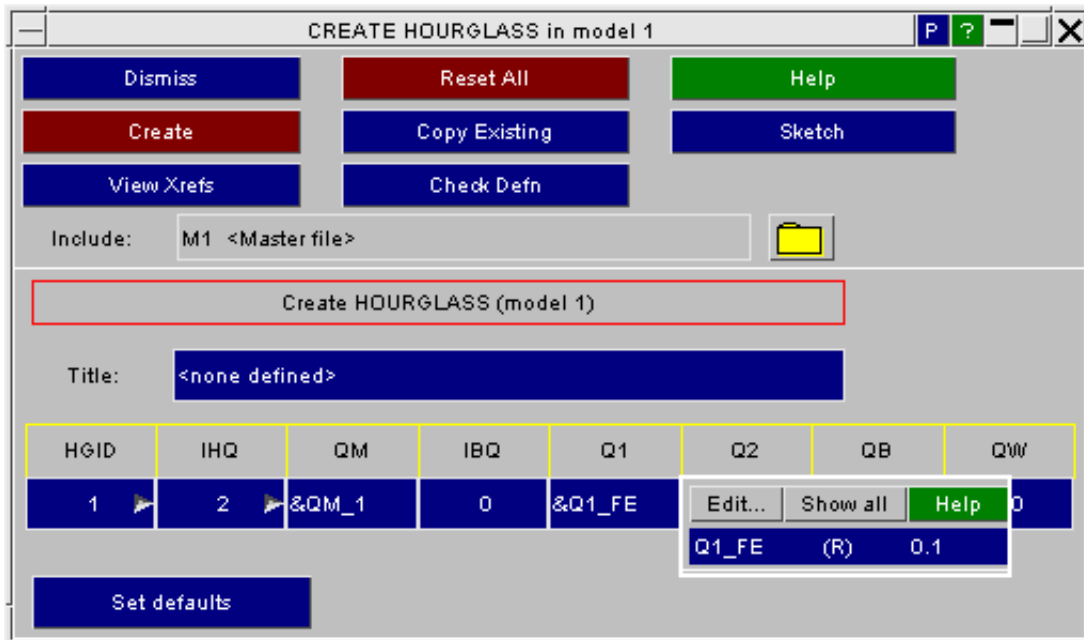 CREATE HOURGLASS in model 1 P ?
Dismiss Reset All Help
Create Copy Existing Sketch
View Xrefs Check Defn
Include: M1 <Master file>
Create HOURGLASS (model 1)
Title: <none defined>
HGID IHQ QM IBQ Q1 Q2 QB QW
1 2 &QM_1 0 &Q1_FE 0
Edit... Show all Help
Q1_FE (R) 0.1
Set defaults